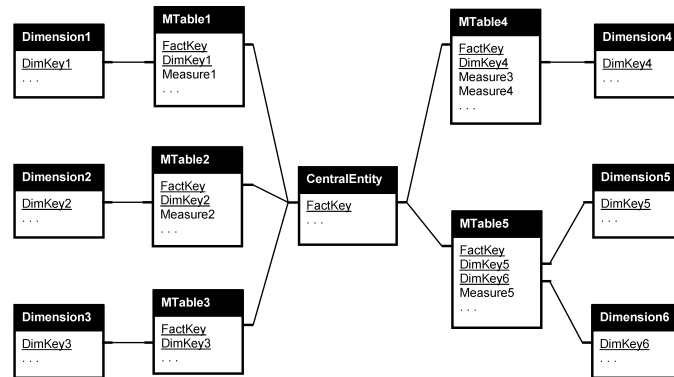 Dimension1
DimKey1
. . .
MTable1
FactKey
DimKey1
Measure1
. . .
MTable4
FactKey
DimKey4
Measure3
Measure4
. . .
Dimension4
DimKey4
. . .
Dimension2
DimKey2
. . .
MTable2
FactKey
DimKey2
Measure2
. . .
CentralEntity
FactKey
. . .
Dimension5
DimKey5
. . .
MTable5
FactKey
DimKey5
DimKey6
Measure5
. . .
Dimension3
DimKey3
. . .
MTable3
FactKey
DimKey3
. . .
Dimension6
DimKey6
. . .